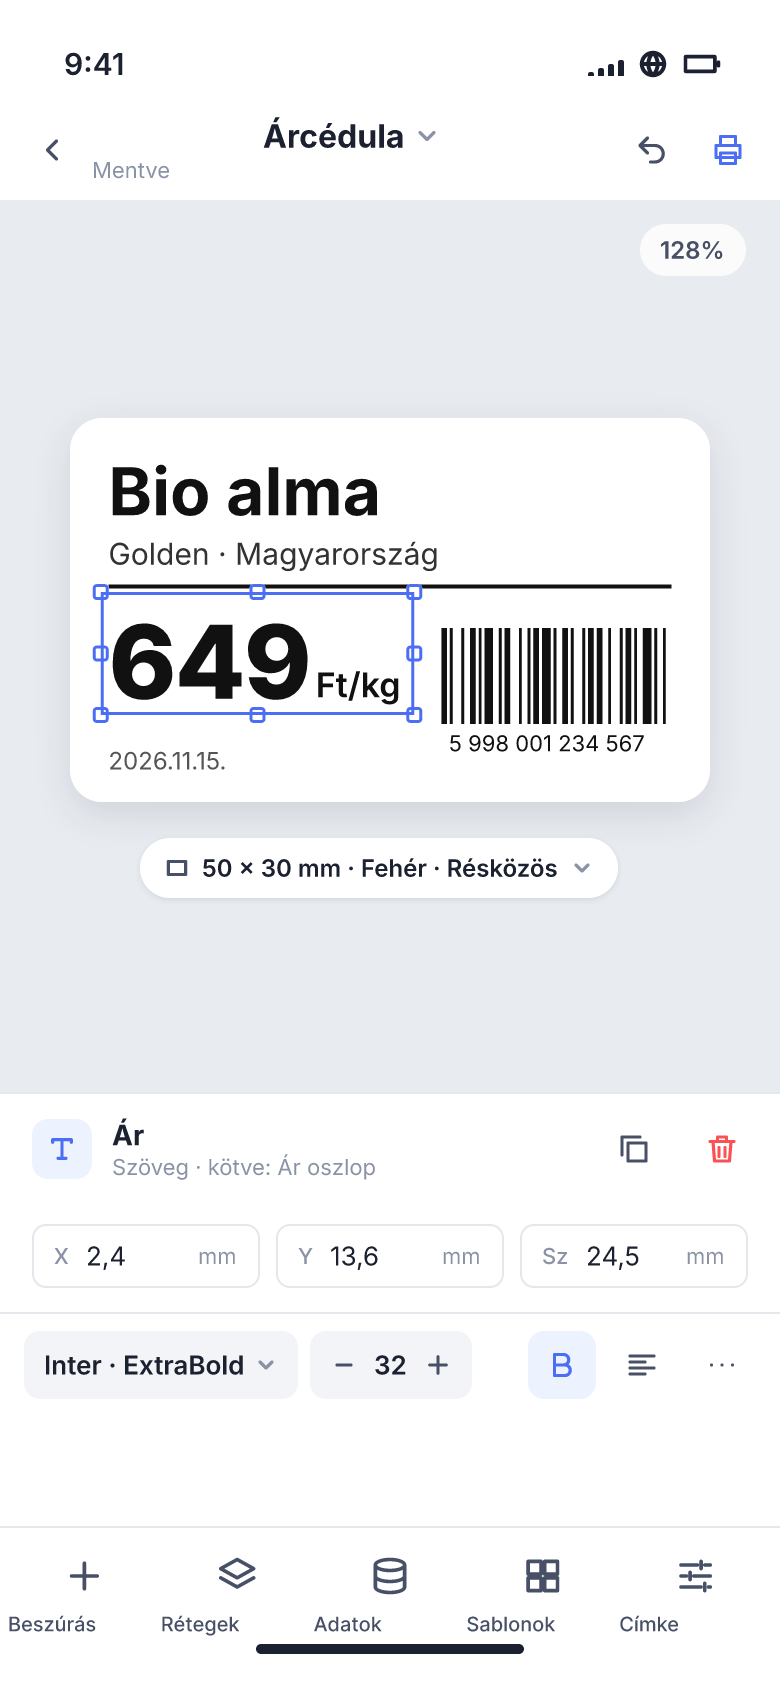 9:41
Árcédula
Mentve
128%
Bio alma
Golden · Magyarország
649 Ft/kg
5 998 001 234 567
2026.11.15.
50 × 30 mm · Fehér · Résközös
T
Ár
Szöveg · kötve: Ár oszlop
X 2,4 mm
Y 13,6 mm
Sz 24,5 mm
Inter · ExtraBold
− 32 +
B
Beszúrás
Rétegek
Adatok
Sablonok
Címke